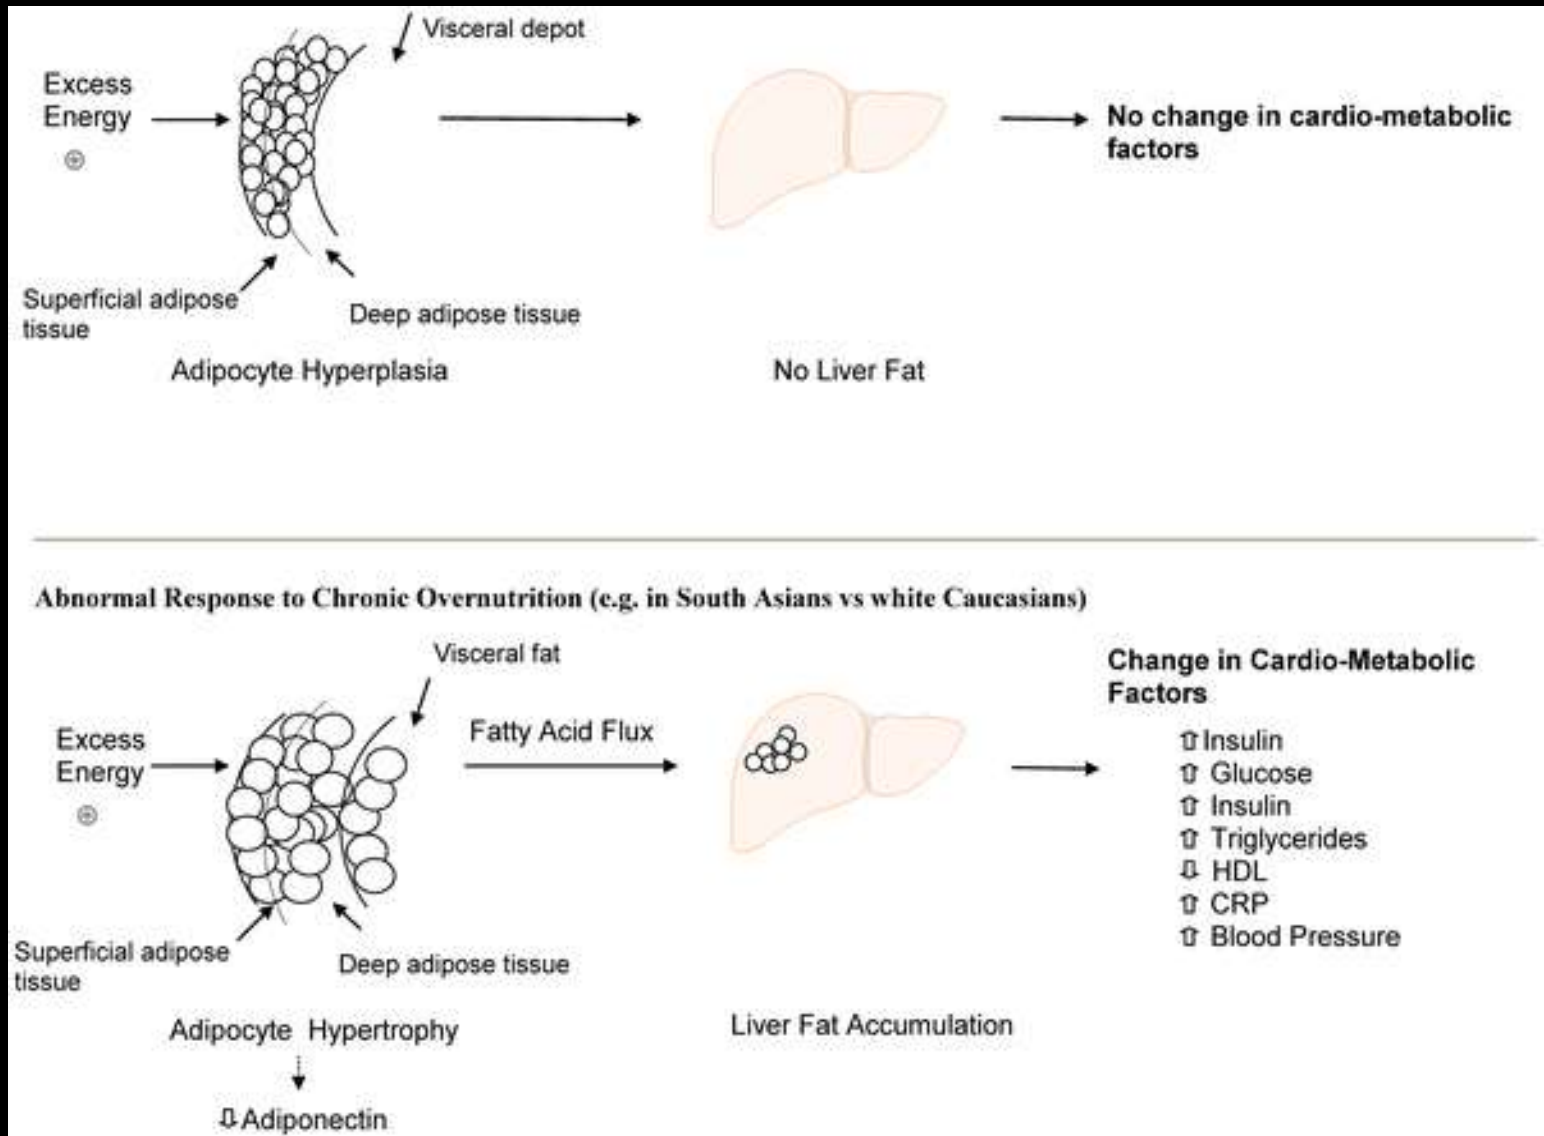 Visceral depot
Excess
Energy
⊕
No change in cardio-metabolic
factors
Superficial adipose
tissue
Deep adipose tissue
Adipocyte Hyperplasia
No Liver Fat
Abnormal Response to Chronic Overnutrition (e.g. in South Asians vs white Caucasians)
Visceral fat
Change in Cardio-Metabolic
Factors
Excess
Energy
⊕
Fatty Acid Flux
⇧ Insulin
⇧ Glucose
⇧ Insulin
⇧ Triglycerides
⇩ HDL
⇧ CRP
⇧ Blood Pressure
Superficial adipose
tissue
Deep adipose tissue
Adipocyte Hypertrophy
Liver Fat Accumulation
⇩ Adiponectin